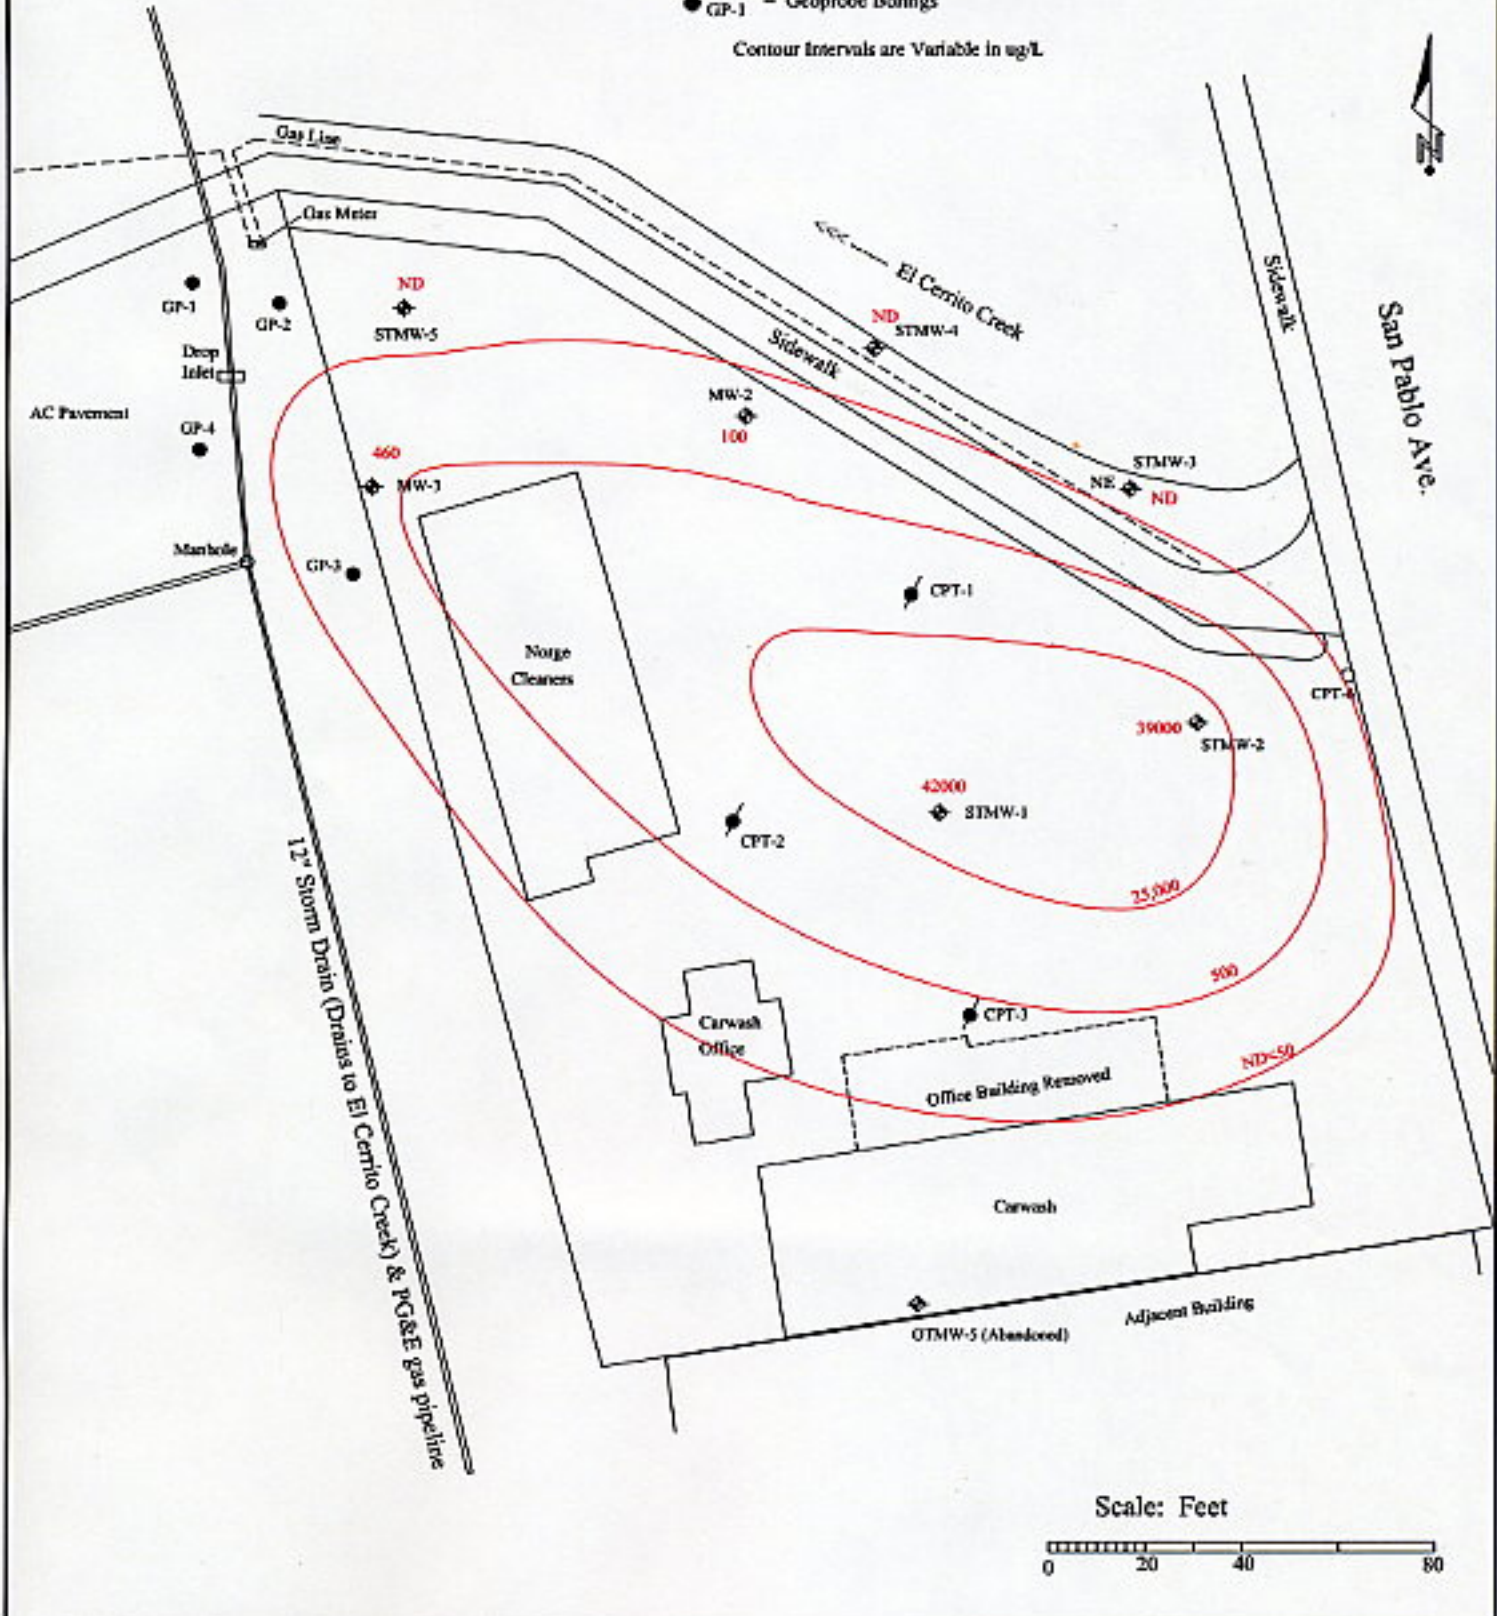 GP-1 - Geoprobe Borings
Contour Intervals are Variable in ug/L
Gas Line
Gas Meter
El Cerrito Creek
<<<
Sidewalk
San Pablo Ave.
GP-1
GP-2
ND
STMW-5
ND
STMW-4
Sidewalk
Drop
Inlet
AC Pavement
GP-4
MW-2
100
460
MW-3
STMW-3
NE
ND
Manhole
GP-3
CPT-1
Norge
Cleaners
39000
STMW-2
42000
STMW-1
CPT-2
25,000
500
CPT-3
Carwash
Office
ND<50
Office Building Removed
12" Storm Drain (Drains to El Cerrito Creek) & PG&E gas pipeline
Carwash
OTMW-5 (Abandoned)
Adjacent Building
Scale: Feet
0 20 40 80